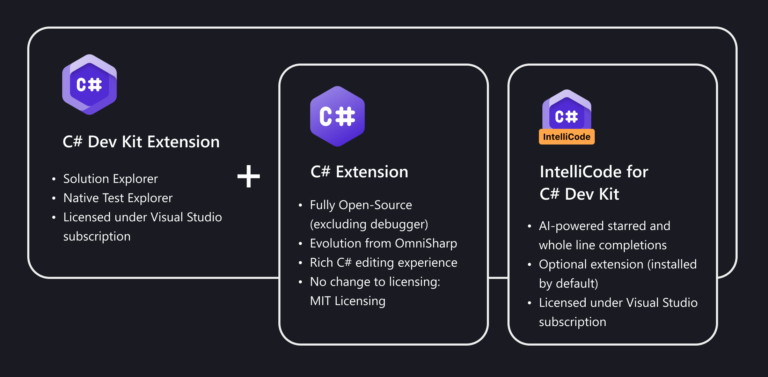 C#
C# Dev Kit Extension
• Solution Explorer
• Native Test Explorer
• Licensed under Visual Studio
subscription
+
C#
C# Extension
• Fully Open-Source
(excluding debugger)
• Evolution from OmniSharp
• Rich C# editing experience
• No change to licensing:
MIT Licensing
C#
IntelliCode
IntelliCode for
C# Dev Kit
• AI-powered starred and
whole line completions
• Optional extension (installed
by default)
• Licensed under Visual Studio
subscription